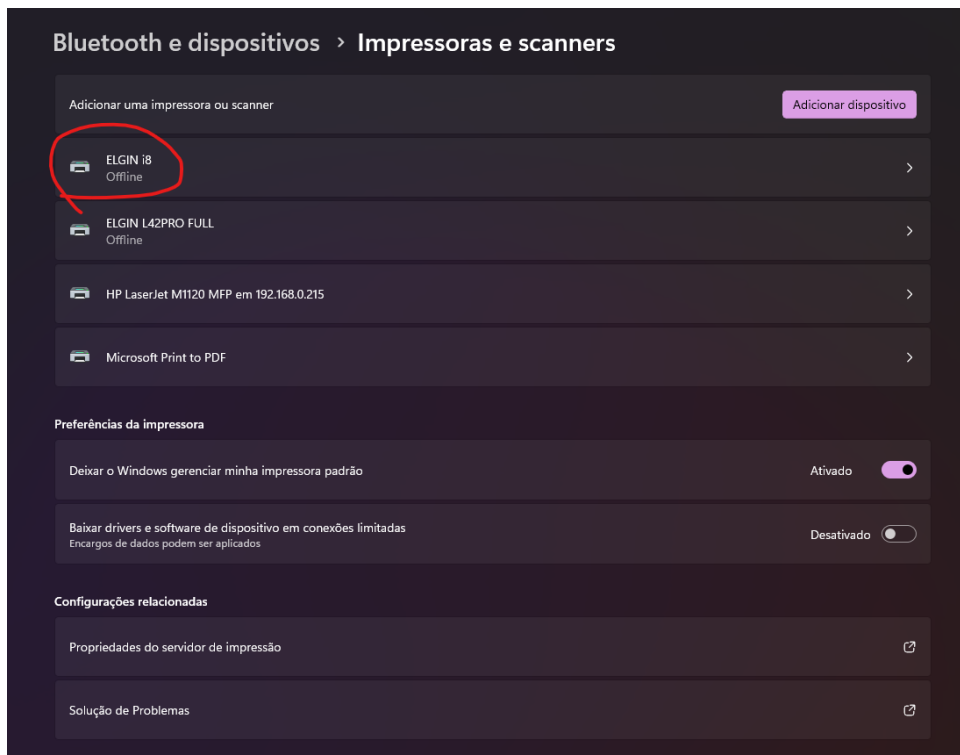 Bluetooth e dispositivos > Impressoras e scanners
Adicionar uma impressora ou scanner
Adicionar dispositivo
ELGIN i8
Offline
ELGIN L42PRO FULL
Offline
HP LaserJet M1120 MFP em 192.168.0.215
Microsoft Print to PDF
Preferências da impressora
Deixar o Windows gerenciar minha impressora padrão
Ativado
Baixar drivers e software de dispositivo em conexões limitadas
Encargos de dados podem ser aplicados
Desativado
Configurações relacionadas
Propriedades do servidor de impressão
Solução de Problemas